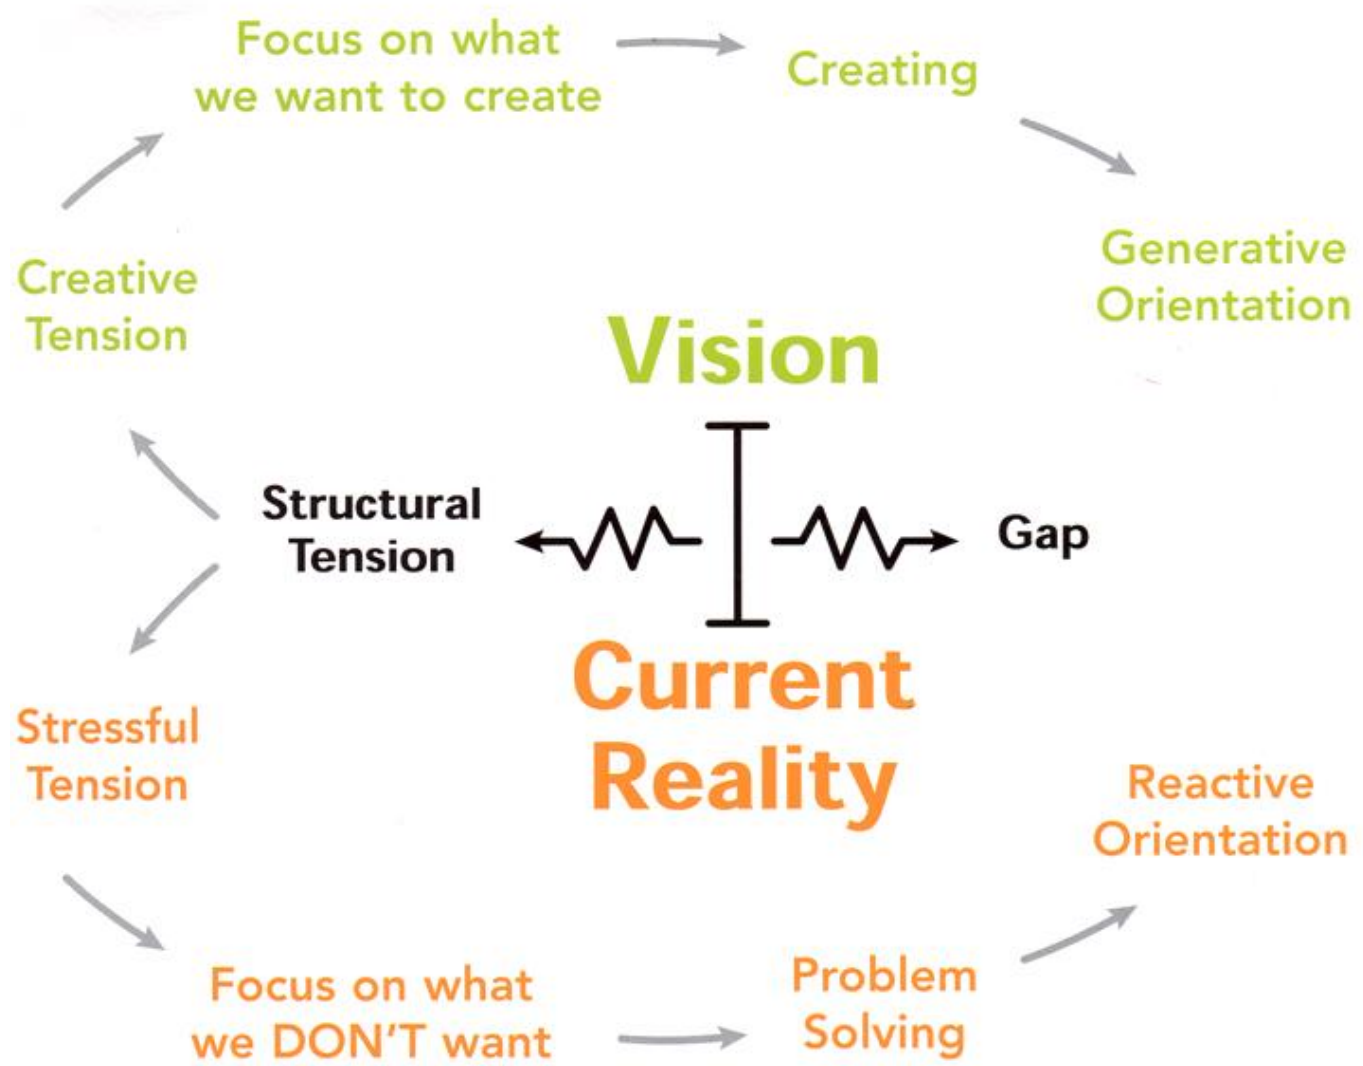 Focus on what
we want to create
Creating
Generative
Orientation
Creative
Tension
Vision
Structural
Tension
Gap
Current
Reality
Stressful
Tension
Reactive
Orientation
Focus on what
we DON'T want
Problem
Solving